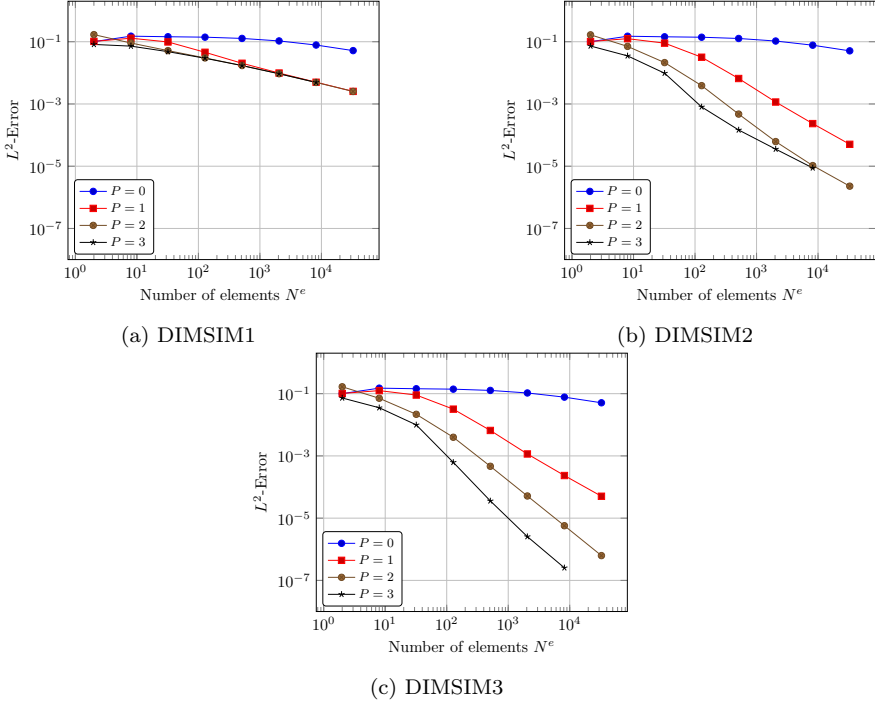 10^{-1}
10^{-3}
10^{-5}
10^{-7}
L^2-Error
P = 0
P = 1
P = 2
P = 3
10^0 10^1 10^2 10^3 10^4
Number of elements N^e
(a) DIMSIM1
10^{-1}
10^{-3}
10^{-5}
10^{-7}
L^2-Error
P = 0
P = 1
P = 2
P = 3
10^0 10^1 10^2 10^3 10^4
Number of elements N^e
(b) DIMSIM2
10^{-1}
10^{-3}
10^{-5}
10^{-7}
L^2-Error
P = 0
P = 1
P = 2
P = 3
10^0 10^1 10^2 10^3 10^4
Number of elements N^e
(c) DIMSIM3